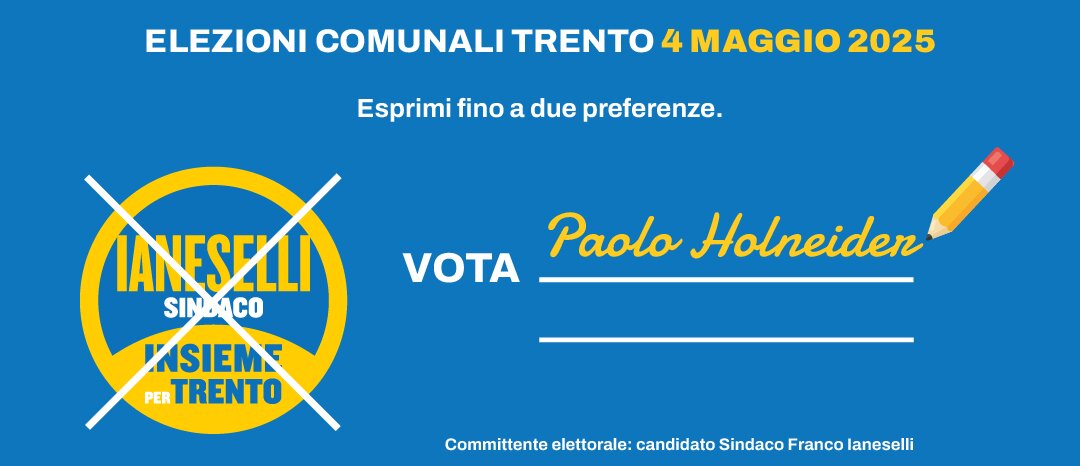 ELEZIONI COMUNALI TRENTO 4 MAGGIO 2025
Esprimi fino a due preferenze.
IANESELLI
SINDACO
INSIEME
PER TRENTO
VOTA Paolo Holneider
Committente elettorale: candidato Sindaco Franco Ianeselli